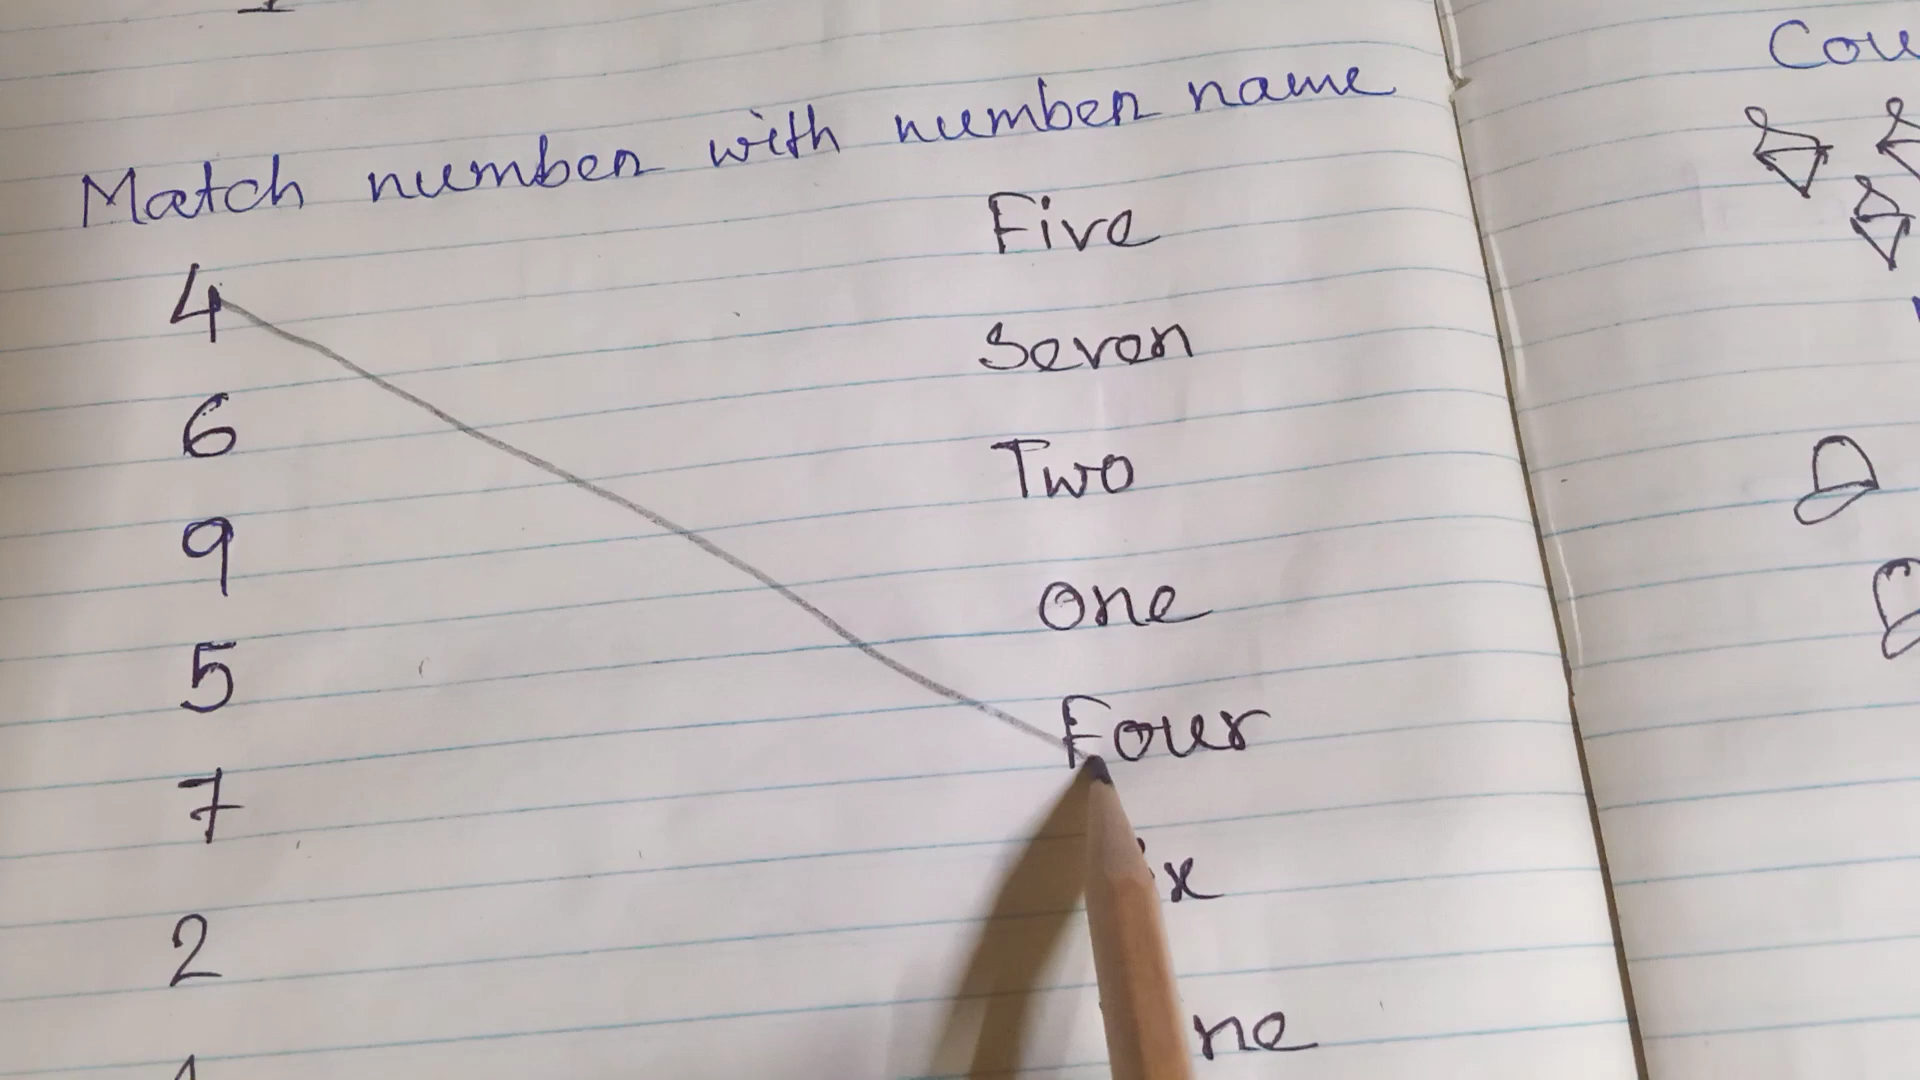 Match number with number name
4 Five
6 Seven
9 Two
5 One
7 Four
2